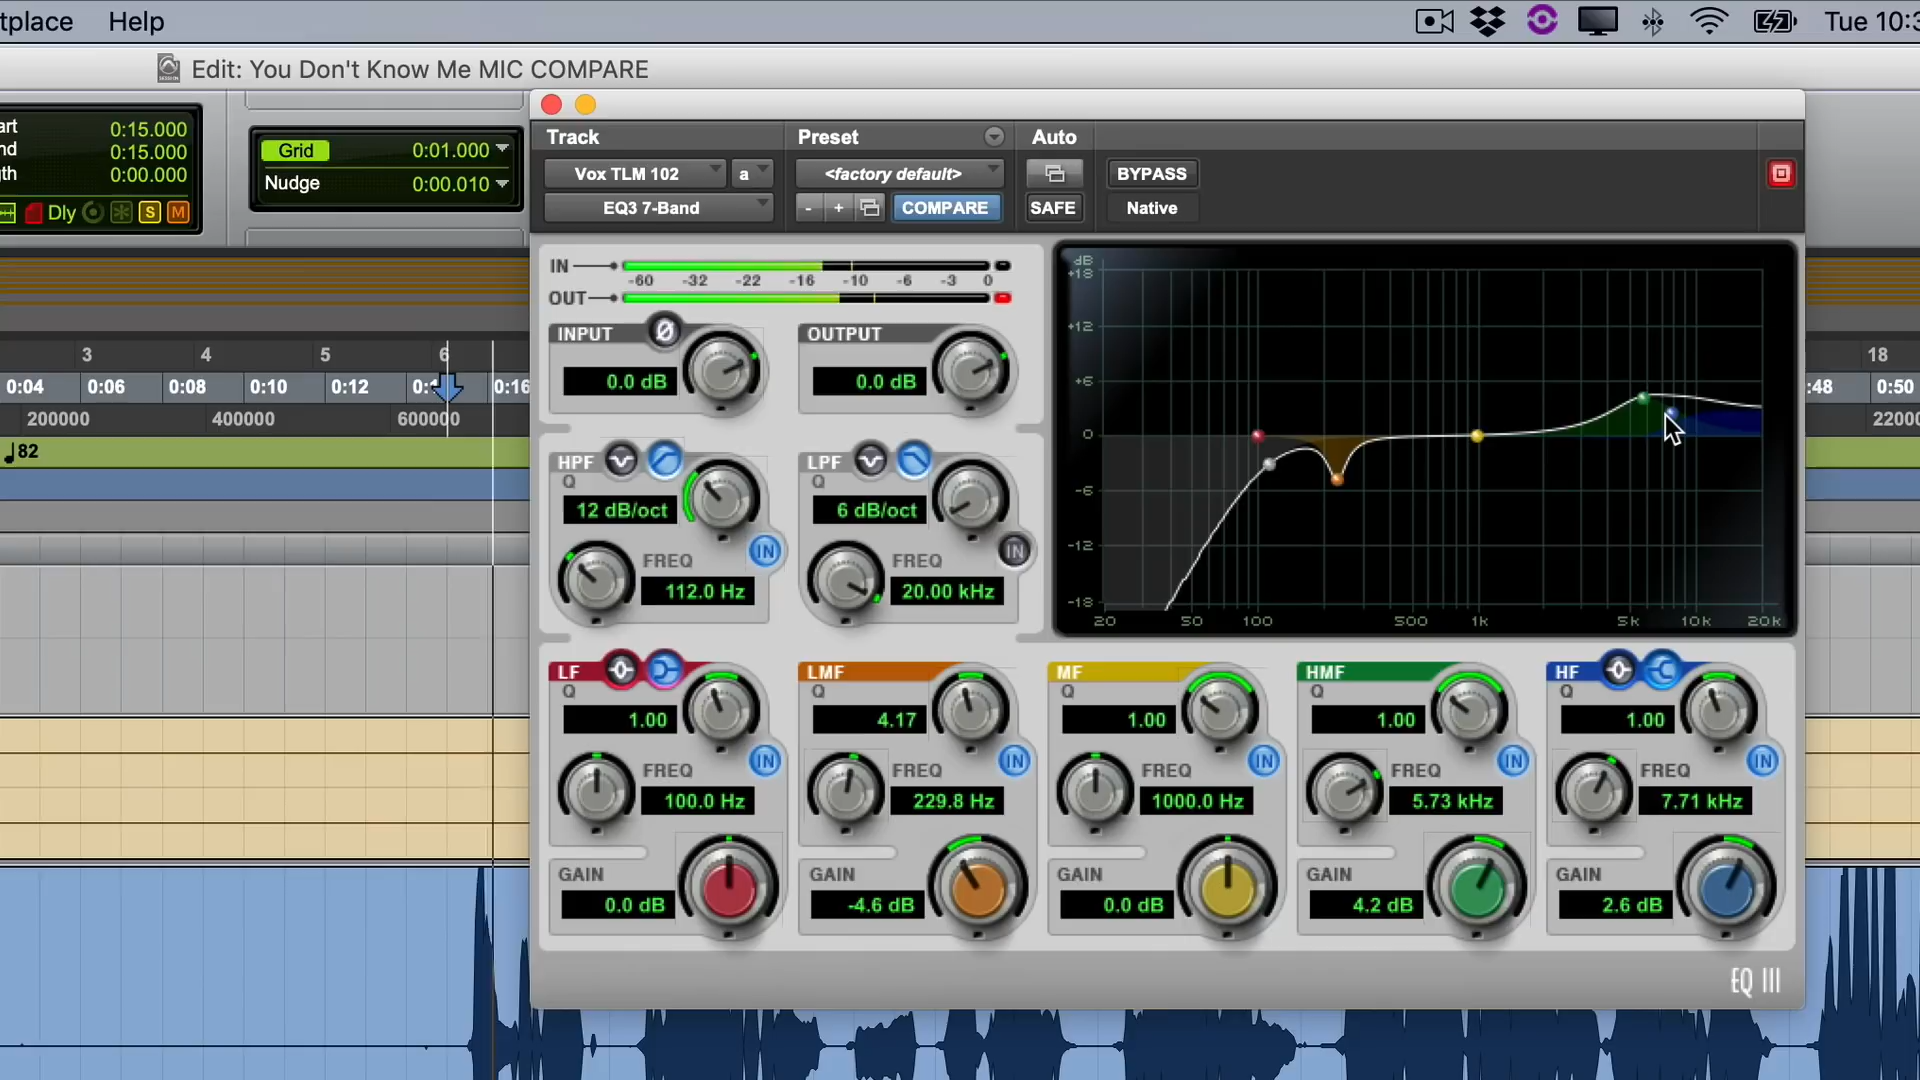 tplace Help Tue 10:3
Edit: You Don't Know Me MIC COMPARE
art 0:15.000
nd 0:15.000
gth 0:00.000
Dly S M
Grid 0:01.000
Nudge 0:00.010
Track Preset Auto
Vox TLM 102 a <factory default> BYPASS
EQ3 7-Band - + COMPARE SAFE Native
IN
-60 -32 -22 -16 -10 -6 -3 0
OUT
INPUT Ø OUTPUT
0.0 dB 0.0 dB
HPF LPF
Q Q
12 dB/oct 6 dB/oct
IN IN
FREQ FREQ
112.0 Hz 20.00 kHz
dB
+18
+12
+6
0
-6
-12
-18
20 50 100 500 1k 5k 10k 20k
LF LMF MF HMF HF
Q Q Q Q Q
1.00 4.17 1.00 1.00 1.00
IN IN IN IN IN
FREQ FREQ FREQ FREQ FREQ
100.0 Hz 229.8 Hz 1000.0 Hz 5.73 kHz 7.71 kHz
GAIN GAIN GAIN GAIN GAIN
0.0 dB -4.6 dB 0.0 dB 4.2 dB 2.6 dB
EQ III
3 4 5 6 18
0:04 0:06 0:08 0:10 0:12 0:1 0:16 :48 0:50
200000 400000 600000 22000
82